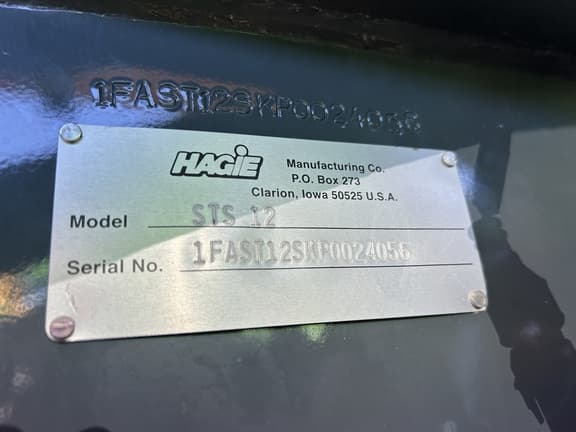 1FAST12SKP0024056
HAGIE
Manufacturing Co.
P.O. Box 273
Clarion, Iowa 50525 U.S.A.
Model STS 12
Serial No. 1FAST12SKP0024056